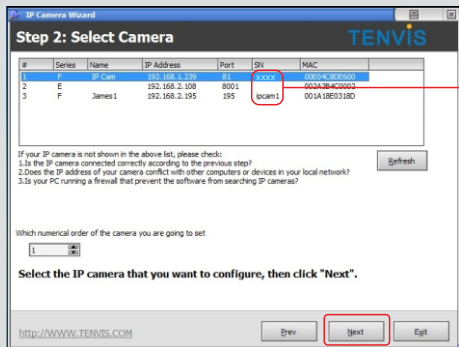 IP Camera Wizard
Step 2: Select Camera TENVIS
# Series Name IP Address Port SN MAC
1 F IP Cam 192.168.1.239 81 xxxx 00E04C8DE600
2 E 192.168.2.108 8001 002A3B4C0002
3 F James1 192.168.2.195 195 ipcam1 001A18E0318D
If your IP camera is not shown in the above list, please check:
1.Is the IP camera connected correctly according to the previous step?
2.Does the IP address of your camera conflict with other computers or devices in your local network?
3.Is your PC running a firewall that prevent the software from searching IP cameras?
Refresh
Which numerical order of the camera you are going to set
1
Select the IP camera that you want to configure, then click "Next".
http://WWW.TENVIS.COM Prev Next Exit